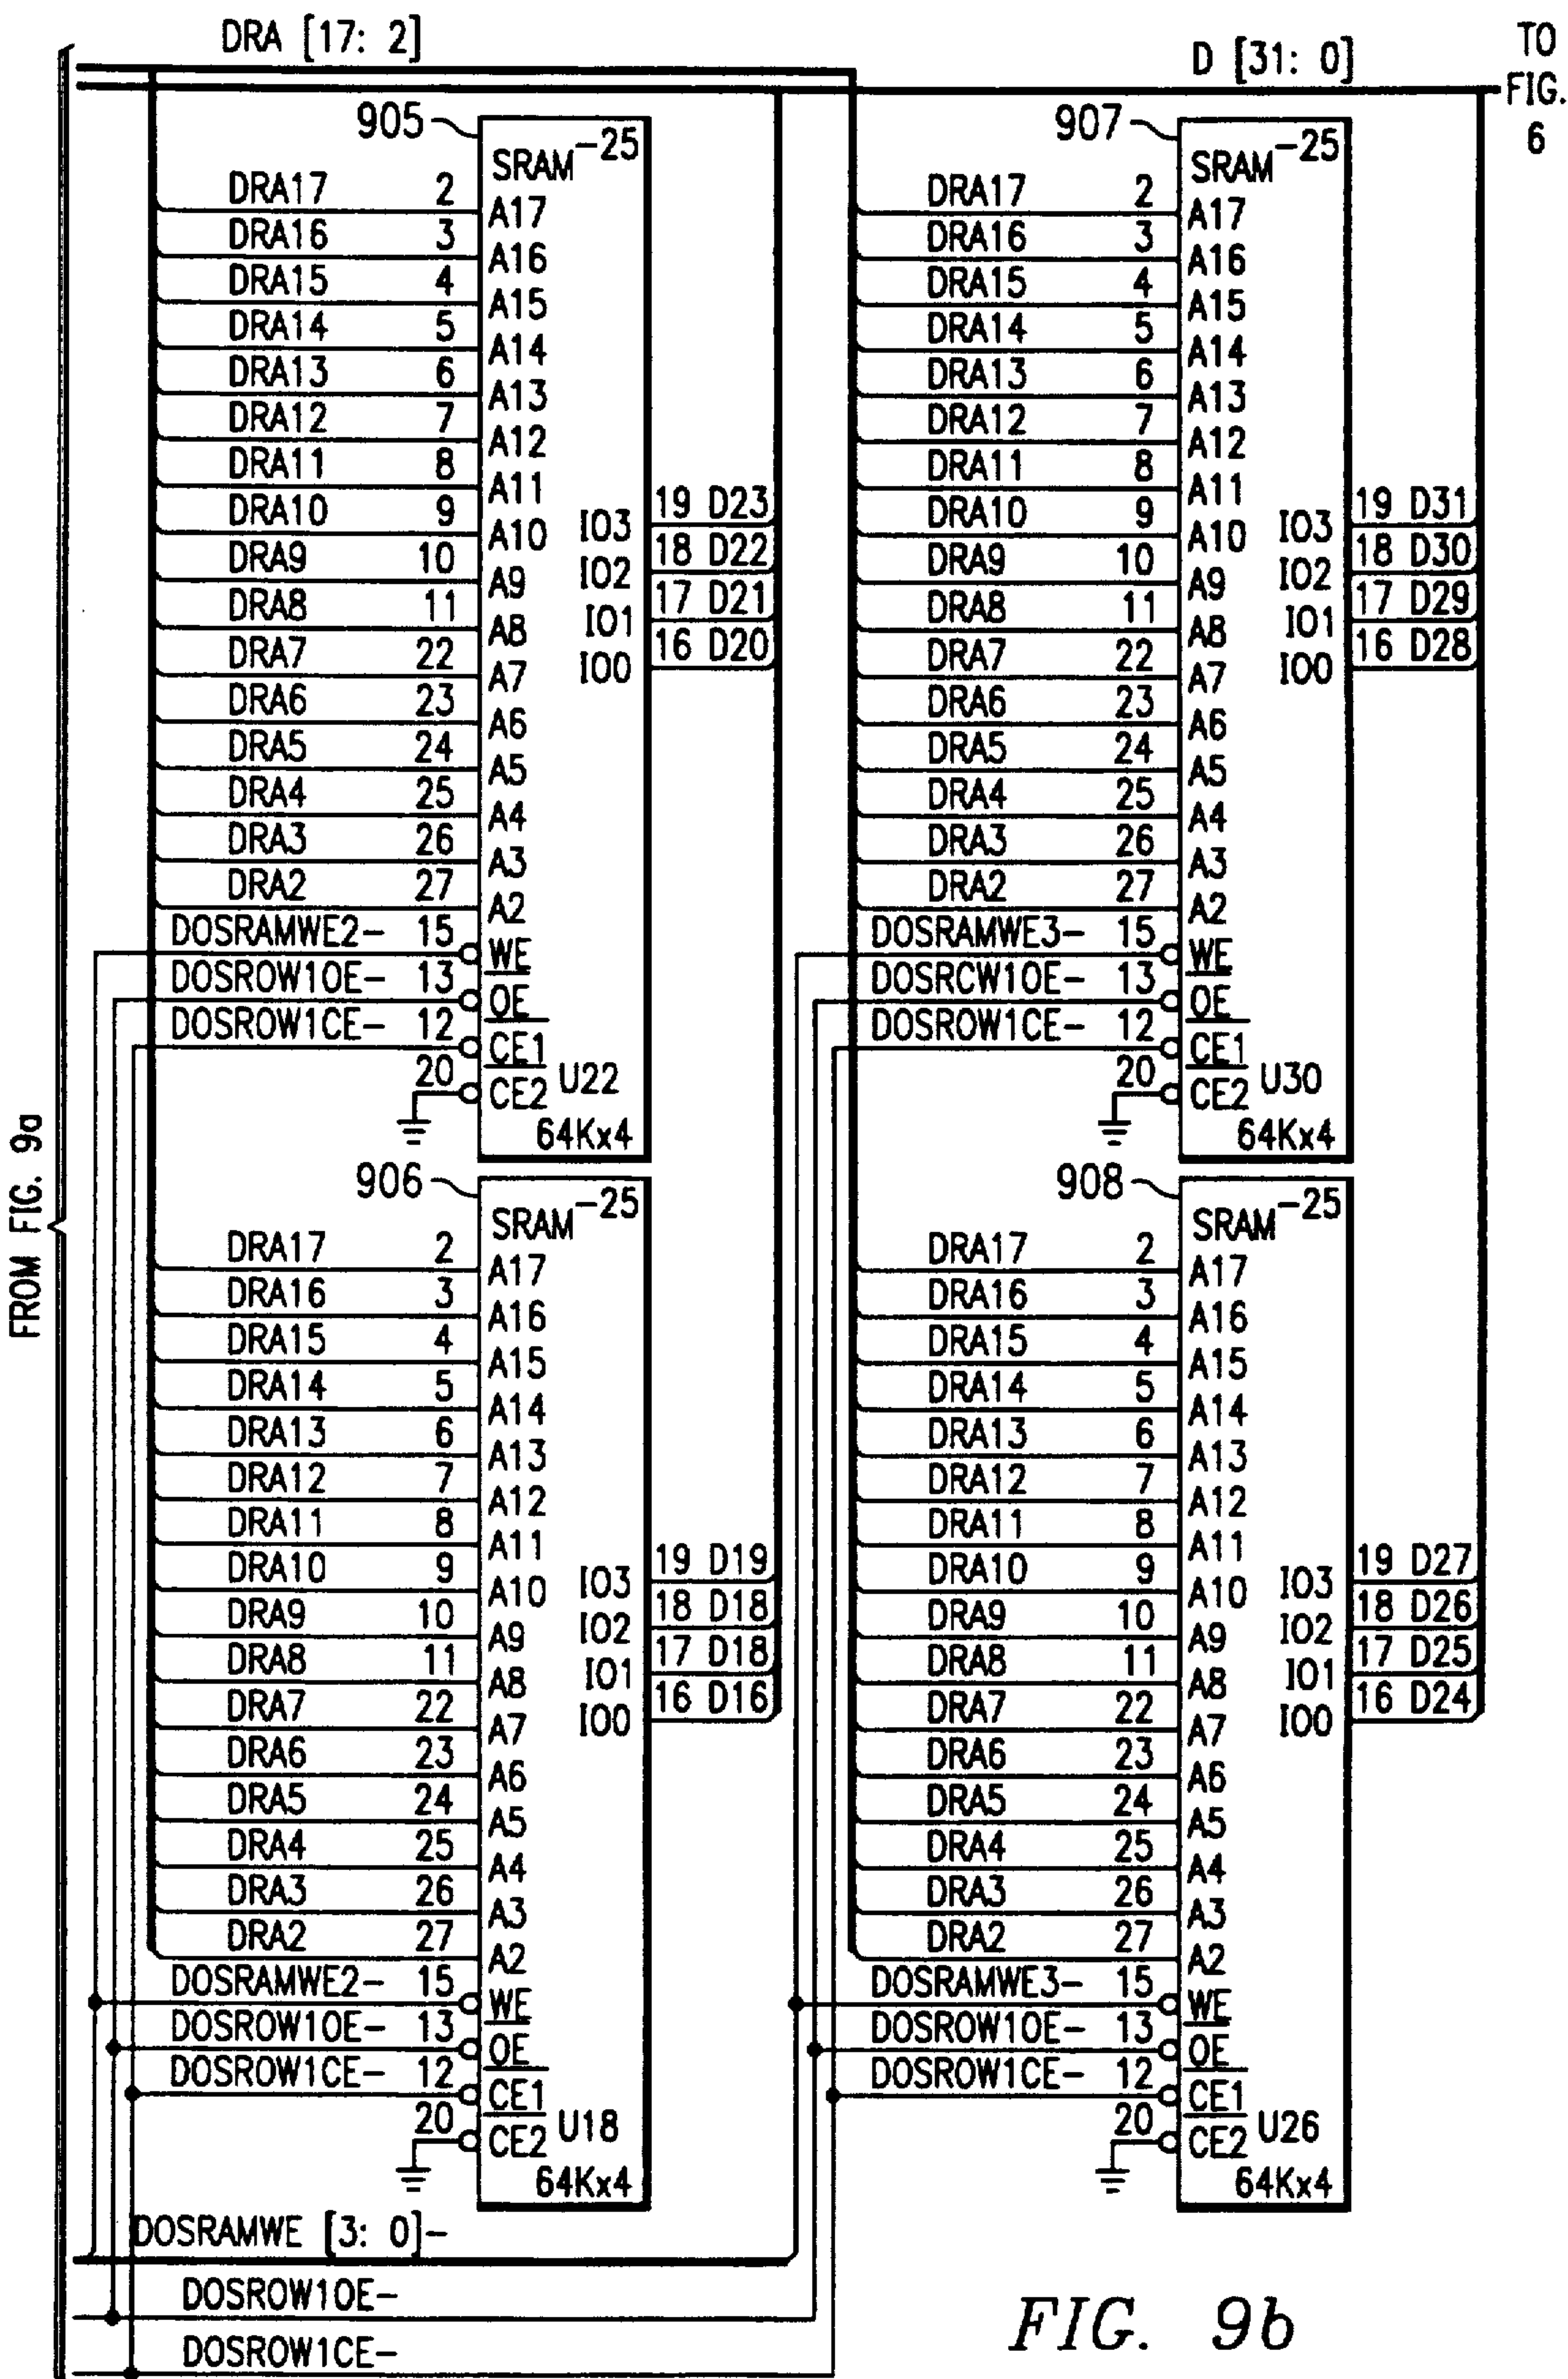 DRA [17: 2]
D [31: 0]
TO
FIG.
6
FROM FIG. 9a
905
SRAM -25
DRA17 2 A17
DRA16 3 A16
DRA15 4 A15
DRA14 5 A14
DRA13 6 A13
DRA12 7 A12
DRA11 8 A11
DRA10 9 A10
DRA9 10 A9
DRA8 11 A8
DRA7 22 A7
DRA6 23 A6
DRA5 24 A5
DRA4 25 A4
DRA3 26 A3
DRA2 27 A2
DOSRAMWE2- 15 WE
DOSROW1OE- 13 OE
DOSROW1CE- 12 CE1
20 CE2
U22
64Kx4
IO3 19 D23
IO2 18 D22
IO1 17 D21
IO0 16 D20
907
SRAM -25
DRA17 2 A17
DRA16 3 A16
DRA15 4 A15
DRA14 5 A14
DRA13 6 A13
DRA12 7 A12
DRA11 8 A11
DRA10 9 A10
DRA9 10 A9
DRA8 11 A8
DRA7 22 A7
DRA6 23 A6
DRA5 24 A5
DRA4 25 A4
DRA3 26 A3
DRA2 27 A2
DOSRAMWE3- 15 WE
DOSRCW1OE- 13 OE
DOSROW1CE- 12 CE1
20 CE2
U30
64Kx4
IO3 19 D31
IO2 18 D30
IO1 17 D29
IO0 16 D28
906
SRAM -25
DRA17 2 A17
DRA16 3 A16
DRA15 4 A15
DRA14 5 A14
DRA13 6 A13
DRA12 7 A12
DRA11 8 A11
DRA10 9 A10
DRA9 10 A9
DRA8 11 A8
DRA7 22 A7
DRA6 23 A6
DRA5 24 A5
DRA4 25 A4
DRA3 26 A3
DRA2 27 A2
DOSRAMWE2- 15 WE
DOSROW1OE- 13 OE
DOSROW1CE- 12 CE1
20 CE2
U18
64Kx4
IO3 19 D19
IO2 18 D18
IO1 17 D18
IO0 16 D16
908
SRAM -25
DRA17 2 A17
DRA16 3 A16
DRA15 4 A15
DRA14 5 A14
DRA13 6 A13
DRA12 7 A12
DRA11 8 A11
DRA10 9 A10
DRA9 10 A9
DRA8 11 A8
DRA7 22 A7
DRA6 23 A6
DRA5 24 A5
DRA4 25 A4
DRA3 26 A3
DRA2 27 A2
DOSRAMWE3- 15 WE
DOSROW1OE- 13 OE
DOSROW1CE- 12 CE1
20 CE2
U26
64Kx4
IO3 19 D27
IO2 18 D26
IO1 17 D25
IO0 16 D24
DOSRAMWE [3: 0]-
DOSROW1OE-
DOSROW1CE-
FIG. 9b